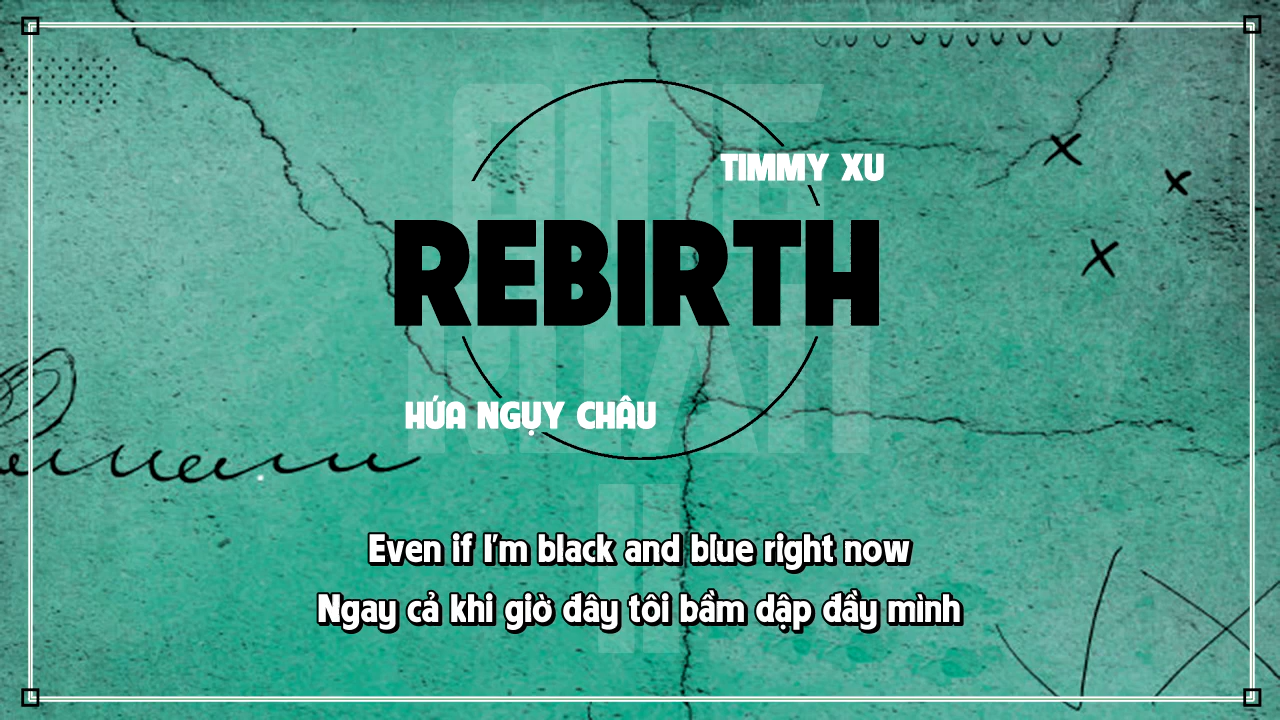 TIMMY XU
REBIRTH
HỨA NGỤY CHÂU
Even if I'm black and blue right now
Ngay cả khi giờ đây tôi bầm dập đầy mình